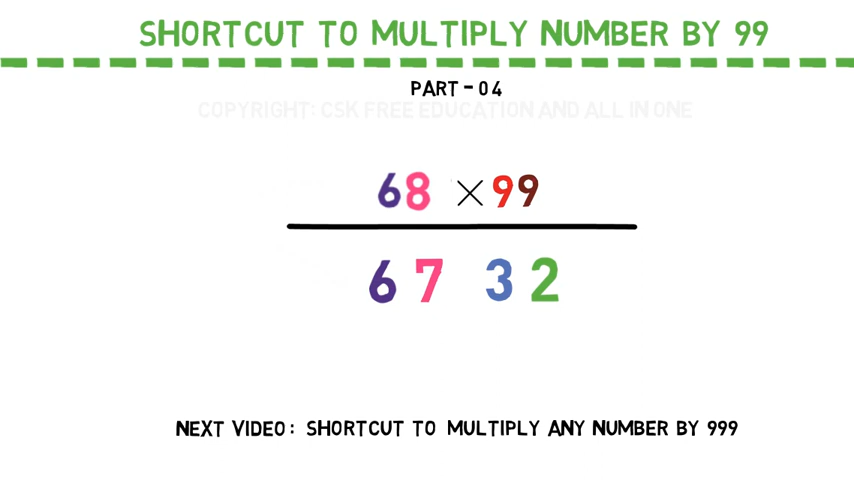 SHORTCUT TO MULTIPLY NUMBER BY 99
PART - 04
COPYRIGHT: CSK FREE EDUCATION AND ALL IN ONE
68 × 99
67 32
NEXT VIDEO: SHORTCUT TO MULTIPLY ANY NUMBER BY 999